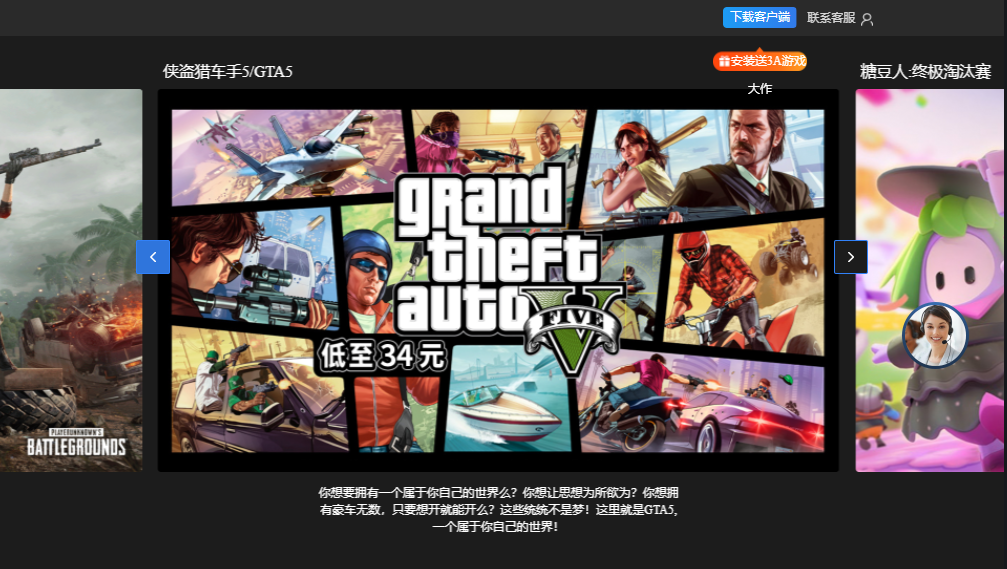 下载客户端 联系客服
安装送3A游戏
大作
侠盗猎车手5/GTA5
糖豆人:终极淘汰赛
grand
theft
auto
V
FIVE
低至34元
PLAYERUNKNOWN'S
BATTLEGROUNDS
你想要拥有一个属于你自己的世界么？你想让思想为所欲为？你想拥
有豪车无数，只要想开就能开么？这些统统不是梦！这里就是GTA5,
一个属于你自己的世界！